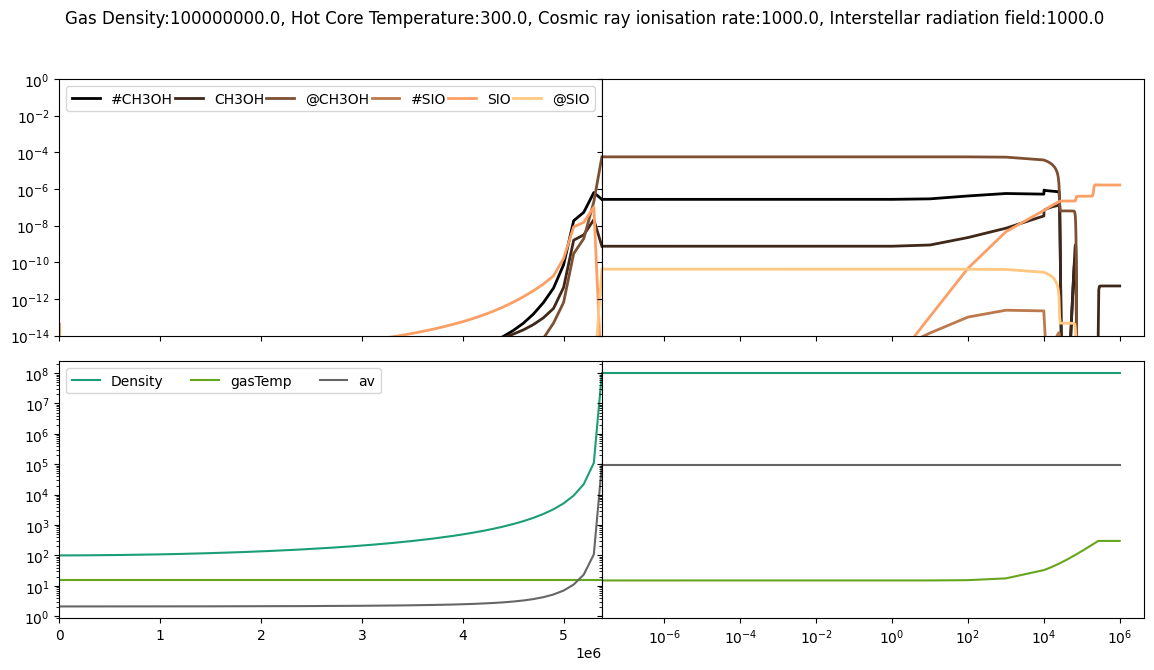 Gas Density:100000000.0, Hot Core Temperature:300.0, Cosmic ray ionisation rate:1000.0, Interstellar radiation field:1000.0
#CH3OH CH3OH @CH3OH #SIO SIO @SIO
10^0
10^-2
10^-4
10^-6
10^-8
10^-10
10^-12
10^-14
Density gasTemp av
10^8
10^7
10^6
10^5
10^4
10^3
10^2
10^1
10^0
0 1 2 3 4 5
1e6
10^-6 10^-4 10^-2 10^0 10^2 10^4 10^6